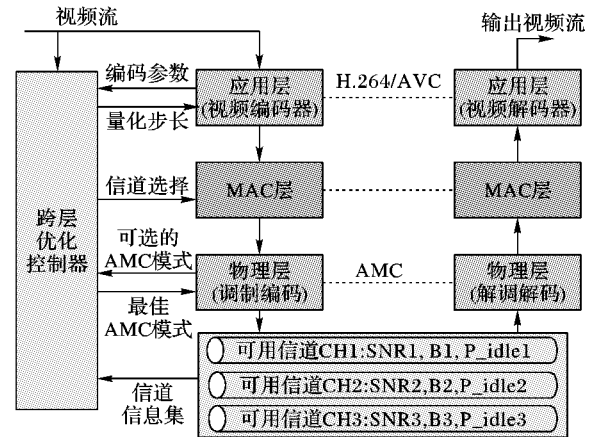 视频流
输出视频流
编码参数
应用层
(视频编码器)
H.264/AVC
应用层
(视频解码器)
量化步长
信道选择
MAC层
MAC层
跨层
优化
控制器
可选的
AMC模式
物理层
(调制编码)
AMC
物理层
(解调解码)
最佳
AMC模式
可用信道CH1:SNR1,B1,P_idle1
可用信道CH2:SNR2,B2,P_idle2
可用信道CH3:SNR3,B3,P_idle3
信道
信息集